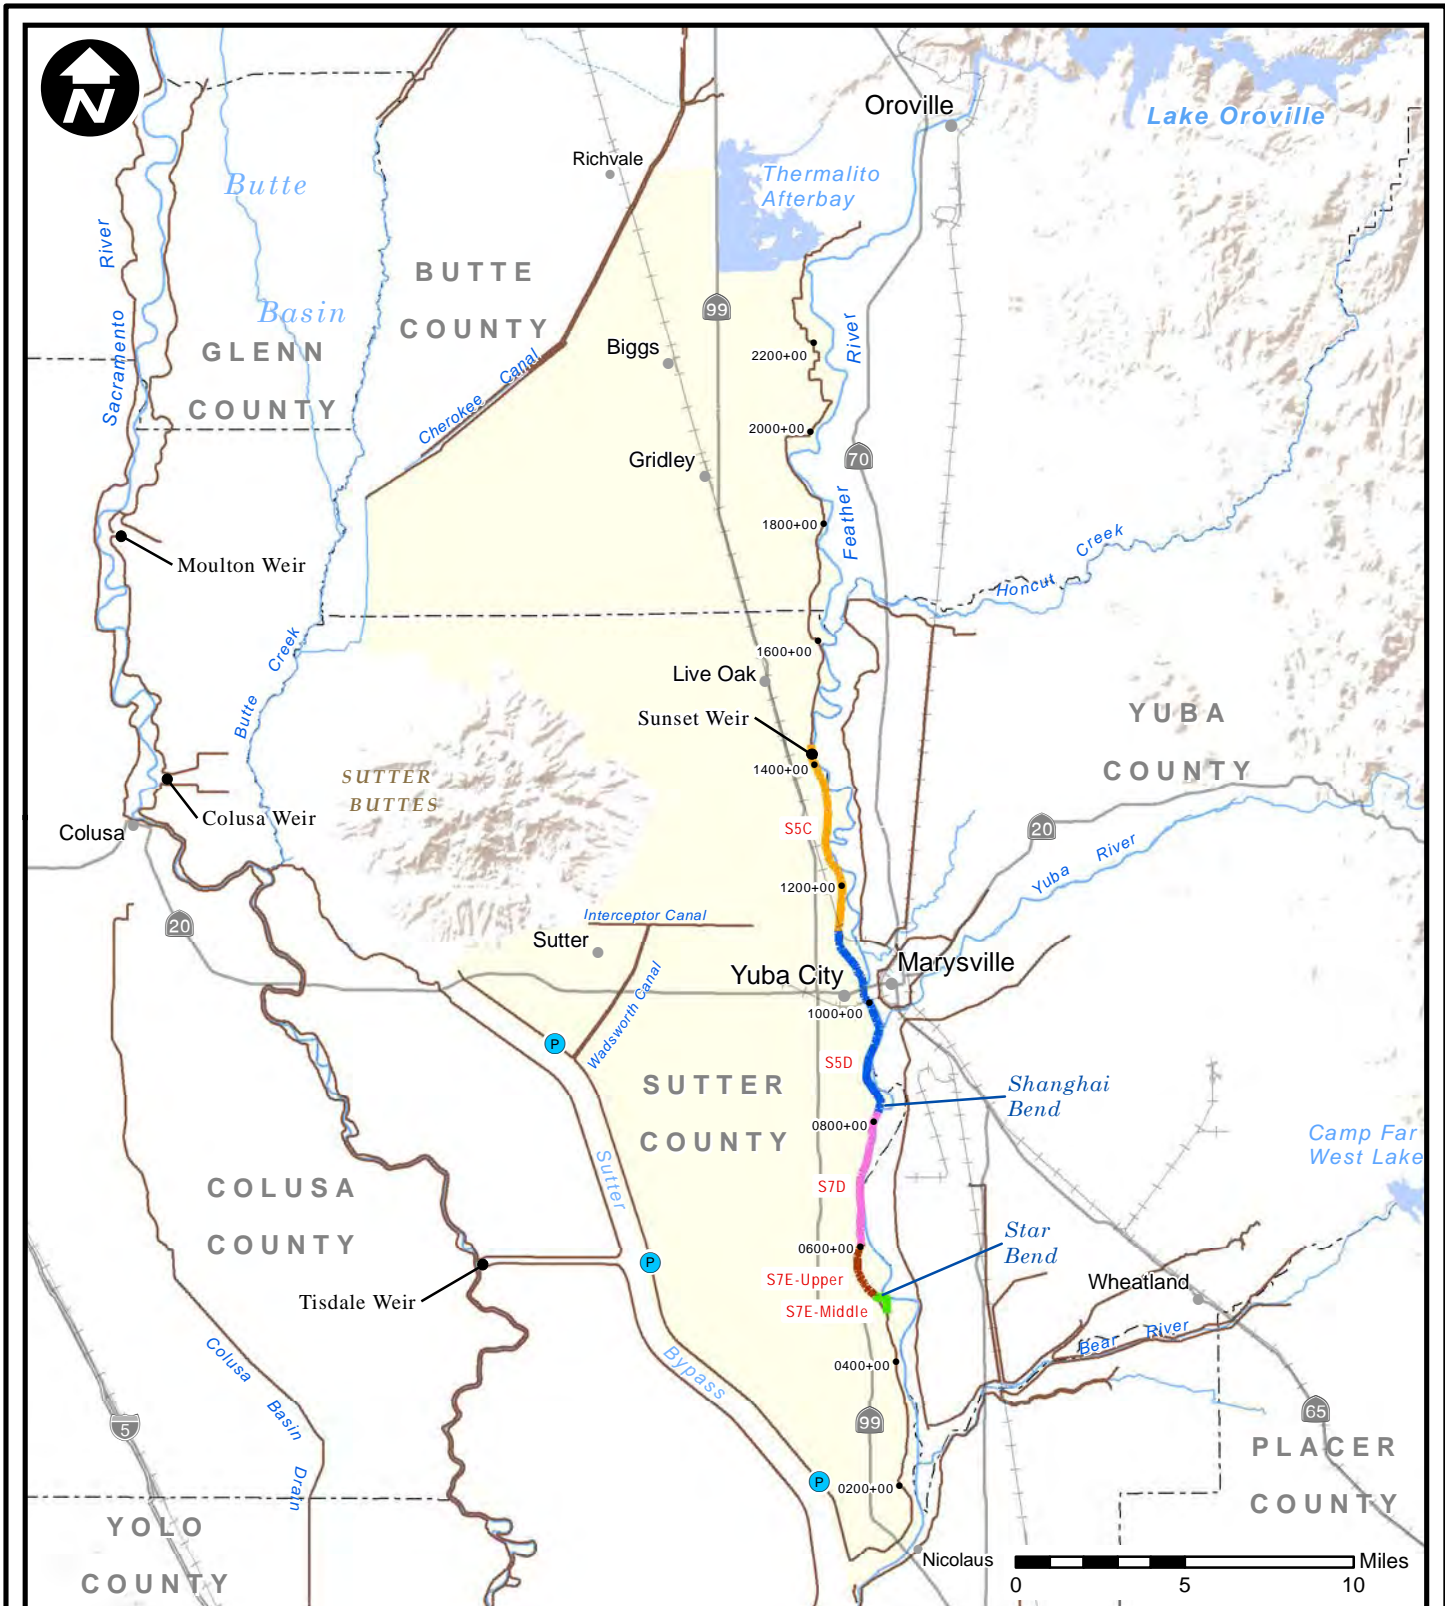 N
Oroville
Lake Oroville
Richvale
Thermalito
Afterbay
Butte
Basin
River
Sacramento
BUTTE
COUNTY
99
GLENN
COUNTY
Biggs
2200+00
River
Cherokee Canal
2000+00
Gridley
70
1800+00
Feather
Creek
Honcut
Moulton Weir
1600+00
Creek
Butte
Live Oak
Sunset Weir
YUBA
COUNTY
1400+00
SUTTER
BUTTES
Colusa Weir
Colusa
S5C
20
Yuba River
1200+00
20
Interceptor Canal
Sutter
Wadsworth Canal
Yuba City
Marysville
1000+00
P
S5D
SUTTER
COUNTY
Shanghai
Bend
0800+00
Camp Far
West Lake
Sutter
COLUSA
COUNTY
S7D
Star
Bend
0600+00
P
S7E-Upper
S7E-Middle
Wheatland
Tisdale Weir
Bear River
Colusa Basin Drain
Bypass
0400+00
5
99
65
PLACER
COUNTY
P
0200+00
YOLO
COUNTY
Nicolaus
Miles
0 5 10